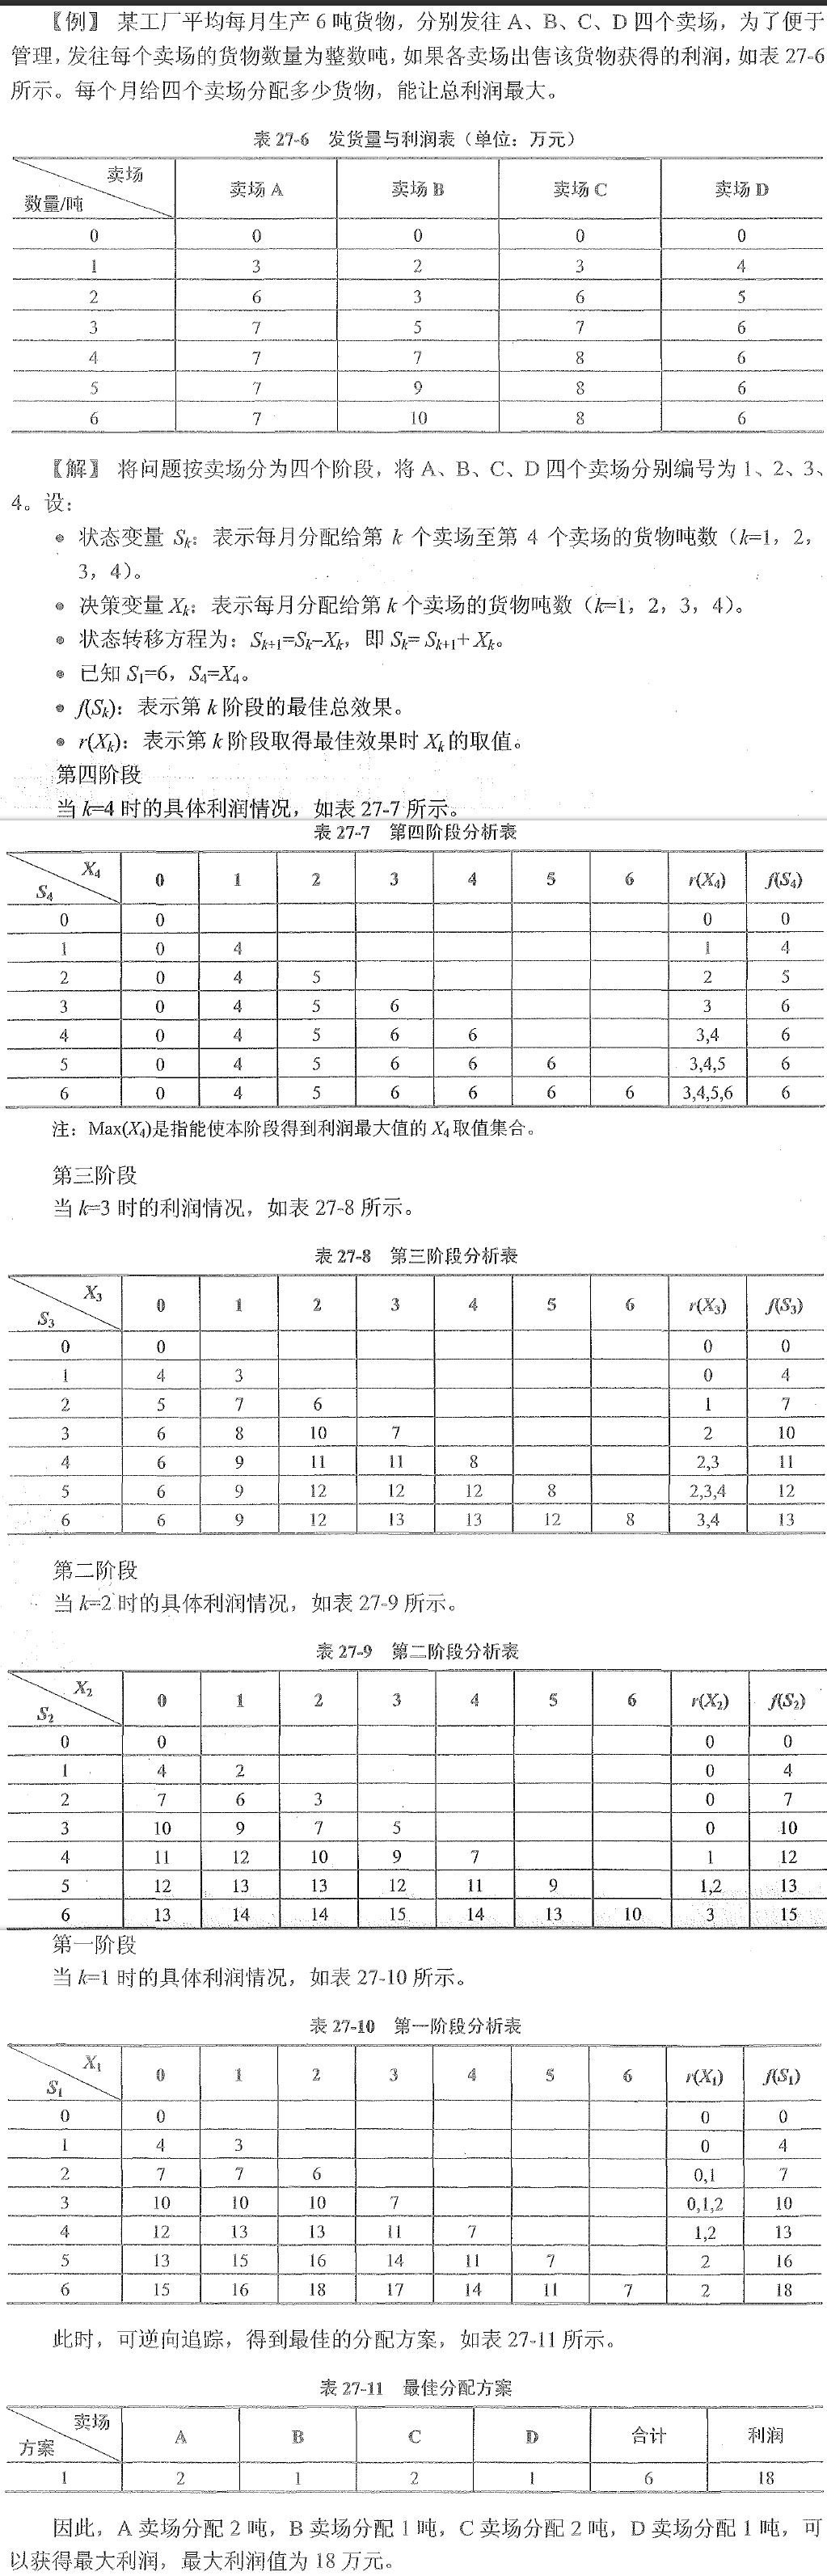 〖例〗 某工厂平均每月生产 6 吨货物，分别发往 A、B、C、D 四个卖场，为了便于
管理，发往每个卖场的货物数量为整数吨，如果各卖场出售该货物获得的利润，如表 27-6
所示。每个月给四个卖场分配多少货物，能让总利润最大。
表 27-6 发货量与利润表（单位：万元）
卖场
数量/吨 卖场 A 卖场 B 卖场 C 卖场 D
0 0 0 0 0
1 3 2 3 4
2 6 3 6 5
3 7 5 7 6
4 7 7 8 6
5 7 9 8 6
6 7 10 8 6
〖解〗 将问题按卖场分为四个阶段，将 A、B、C、D 四个卖场分别编号为 1、2、3、
4。设：
● 状态变量 Sk：表示每月分配给第 k 个卖场至第 4 个卖场的货物吨数（k=1，2，
3，4）。
● 决策变量 Xk：表示每月分配给第 k 个卖场的货物吨数（k=1，2，3，4）。
● 状态转移方程为：Sk+1=Sk–Xk，即 Sk= Sk+1+ Xk。
● 已知 S1=6，S4=X4。
● f(Sk)：表示第 k 阶段的最佳总效果。
● r(Xk)：表示第 k 阶段取得最佳效果时 Xk 的取值。
第四阶段
当 k=4 时的具体利润情况，如表 27-7 所示。
表 27-7 第四阶段分析表
X4
S4 0 1 2 3 4 5 6 r(X4) f(S4)
0 0 0 0
1 0 4 1 4
2 0 4 5 2 5
3 0 4 5 6 3 6
4 0 4 5 6 6 3,4 6
5 0 4 5 6 6 6 3,4,5 6
6 0 4 5 6 6 6 6 3,4,5,6 6
注：Max(X4)是指能使本阶段得到利润最大值的 X4 取值集合。
第三阶段
当 k=3 时的利润情况，如表 27-8 所示。
表 27-8 第三阶段分析表
X3
S3 0 1 2 3 4 5 6 r(X3) f(S3)
0 0 0 0
1 4 3 0 4
2 5 7 6 1 7
3 6 8 10 7 2 10
4 6 9 11 11 8 2,3 11
5 6 9 12 12 12 8 2,3,4 12
6 6 9 12 13 13 12 8 3,4 13
第二阶段
当 k=2 时的具体利润情况，如表 27-9 所示。
表 27-9 第二阶段分析表
X2
S2 0 1 2 3 4 5 6 r(X2) f(S2)
0 0 0 0
1 4 2 0 4
2 7 6 3 0 7
3 10 9 7 5 0 10
4 11 12 10 9 7 1 12
5 12 13 13 12 11 9 1,2 13
6 13 14 14 15 14 13 10 3 15
第一阶段
当 k=1 时的具体利润情况，如表 27-10 所示。
表 27-10 第一阶段分析表
X1
S1 0 1 2 3 4 5 6 r(X1) f(S1)
0 0 0 0
1 4 3 0 4
2 7 7 6 0,1 7
3 10 10 10 7 0,1,2 10
4 12 13 13 11 7 1,2 13
5 13 15 16 14 11 7 2 16
6 15 16 18 17 14 11 7 2 18
此时，可逆向追踪，得到最佳的分配方案，如表 27-11 所示。
表 27-11 最佳分配方案
卖场
方案 A B C D 合计 利润
1 2 1 2 1 6 18
因此，A 卖场分配 2 吨，B 卖场分配 1 吨，C 卖场分配 2 吨，D 卖场分配 1 吨，可
以获得最大利润，最大利润值为 18 万元。